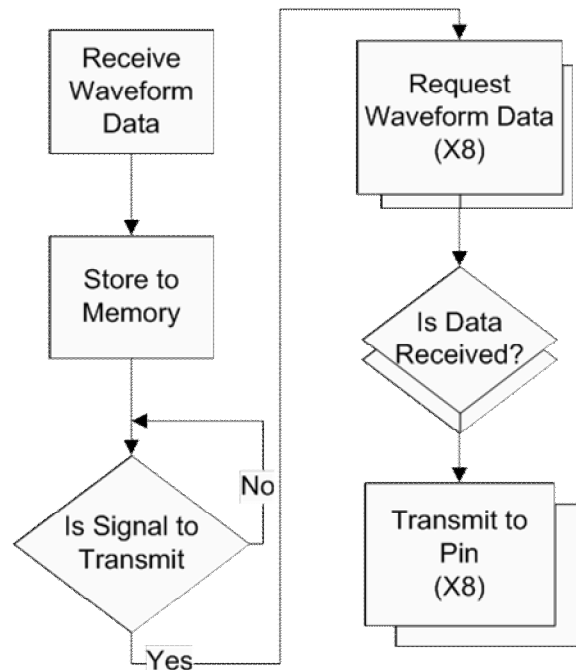 Receive
Waveform
Data
Store to
Memory
Is Signal to
Transmit
No
Yes
Request
Waveform Data
(X8)
Is Data
Received?
Transmit to
Pin
(X8)